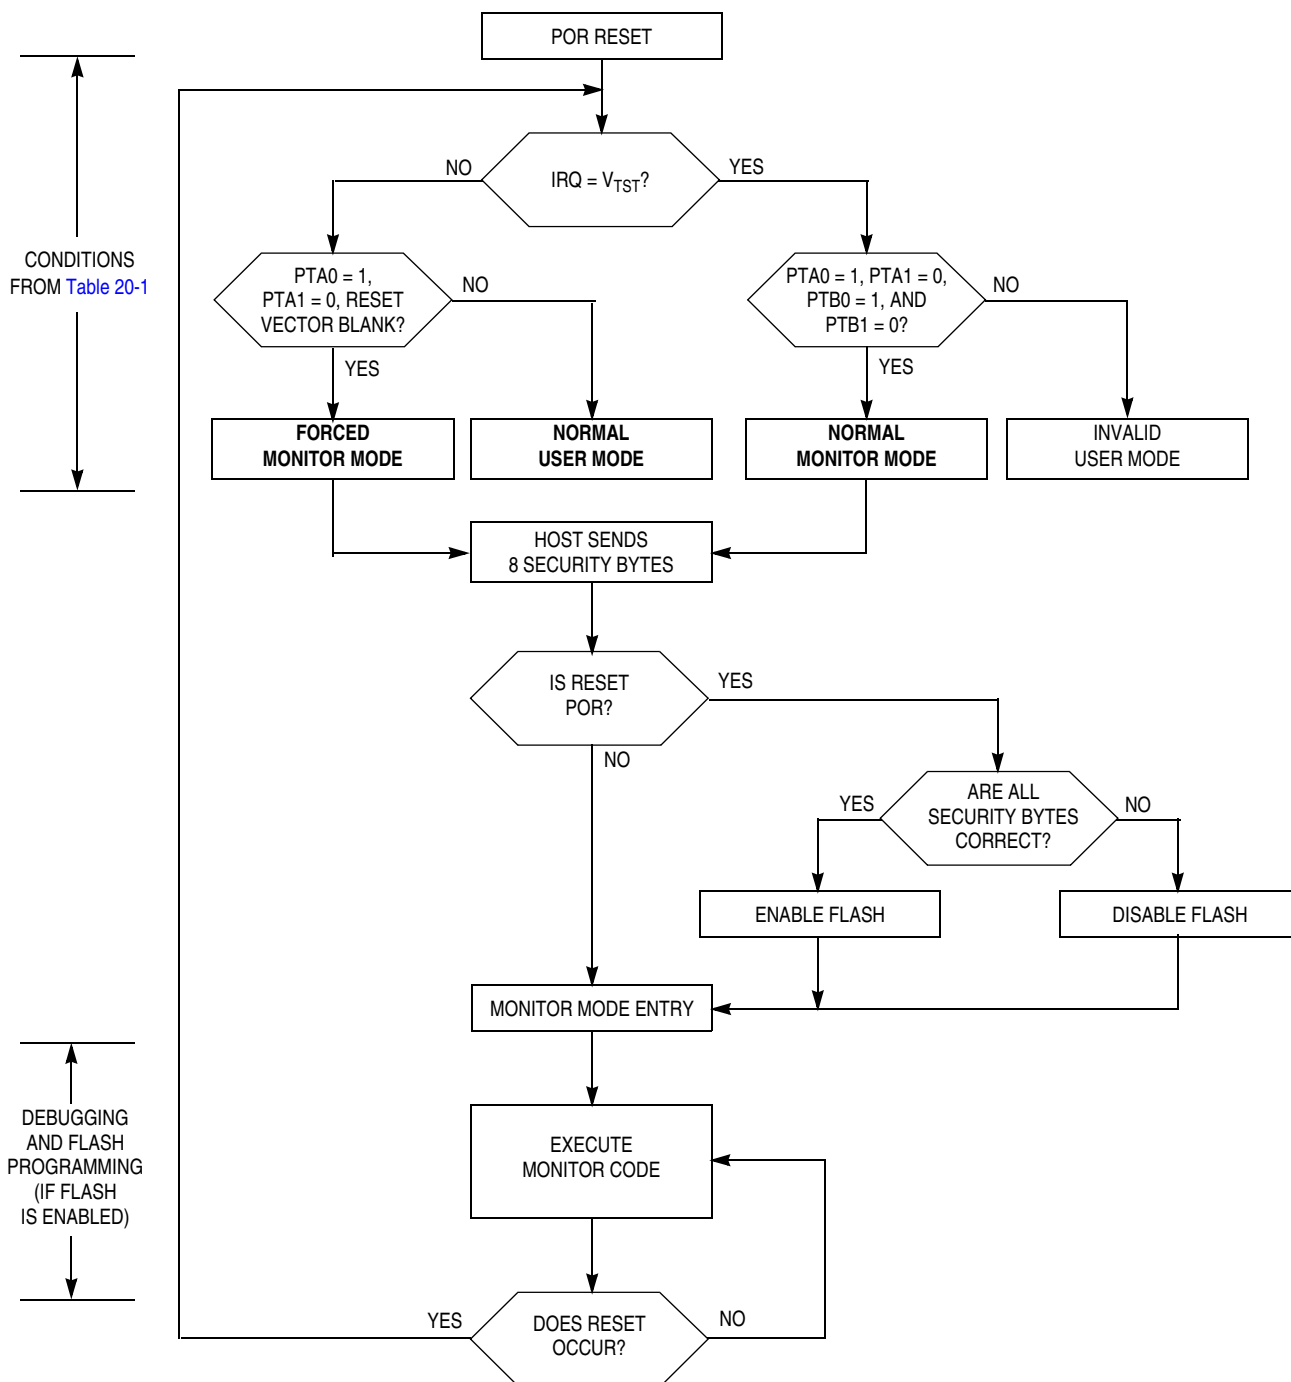 POR RESET
IRQ = VTST?
NO
YES
CONDITIONS
FROM Table 20-1
PTA0 = 1,
PTA1 = 0, RESET
VECTOR BLANK?
NO
YES
PTA0 = 1, PTA1 = 0,
PTB0 = 1, AND
PTB1 = 0?
NO
YES
FORCED
MONITOR MODE
NORMAL
USER MODE
NORMAL
MONITOR MODE
INVALID
USER MODE
HOST SENDS
8 SECURITY BYTES
IS RESET
POR?
YES
NO
ARE ALL
SECURITY BYTES
CORRECT?
YES
NO
ENABLE FLASH
DISABLE FLASH
MONITOR MODE ENTRY
DEBUGGING
AND FLASH
PROGRAMMING
(IF FLASH
IS ENABLED)
EXECUTE
MONITOR CODE
DOES RESET
OCCUR?
YES
NO